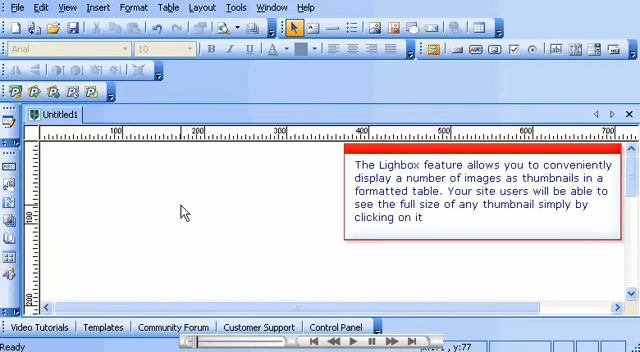 File Edit View Insert Format Table Layout Tools Window Help
Arial 10 B I U A
Untitled1
100 200 300 400 500 600 700
The Lighbox feature allows you to conveniently
display a number of images as thumbnails in a
formatted table. Your site users will be able to
see the full size of any thumbnail simply by
clicking on it
100
200
Video Tutorials Templates Community Forum Customer Support Control Panel
Ready y:77